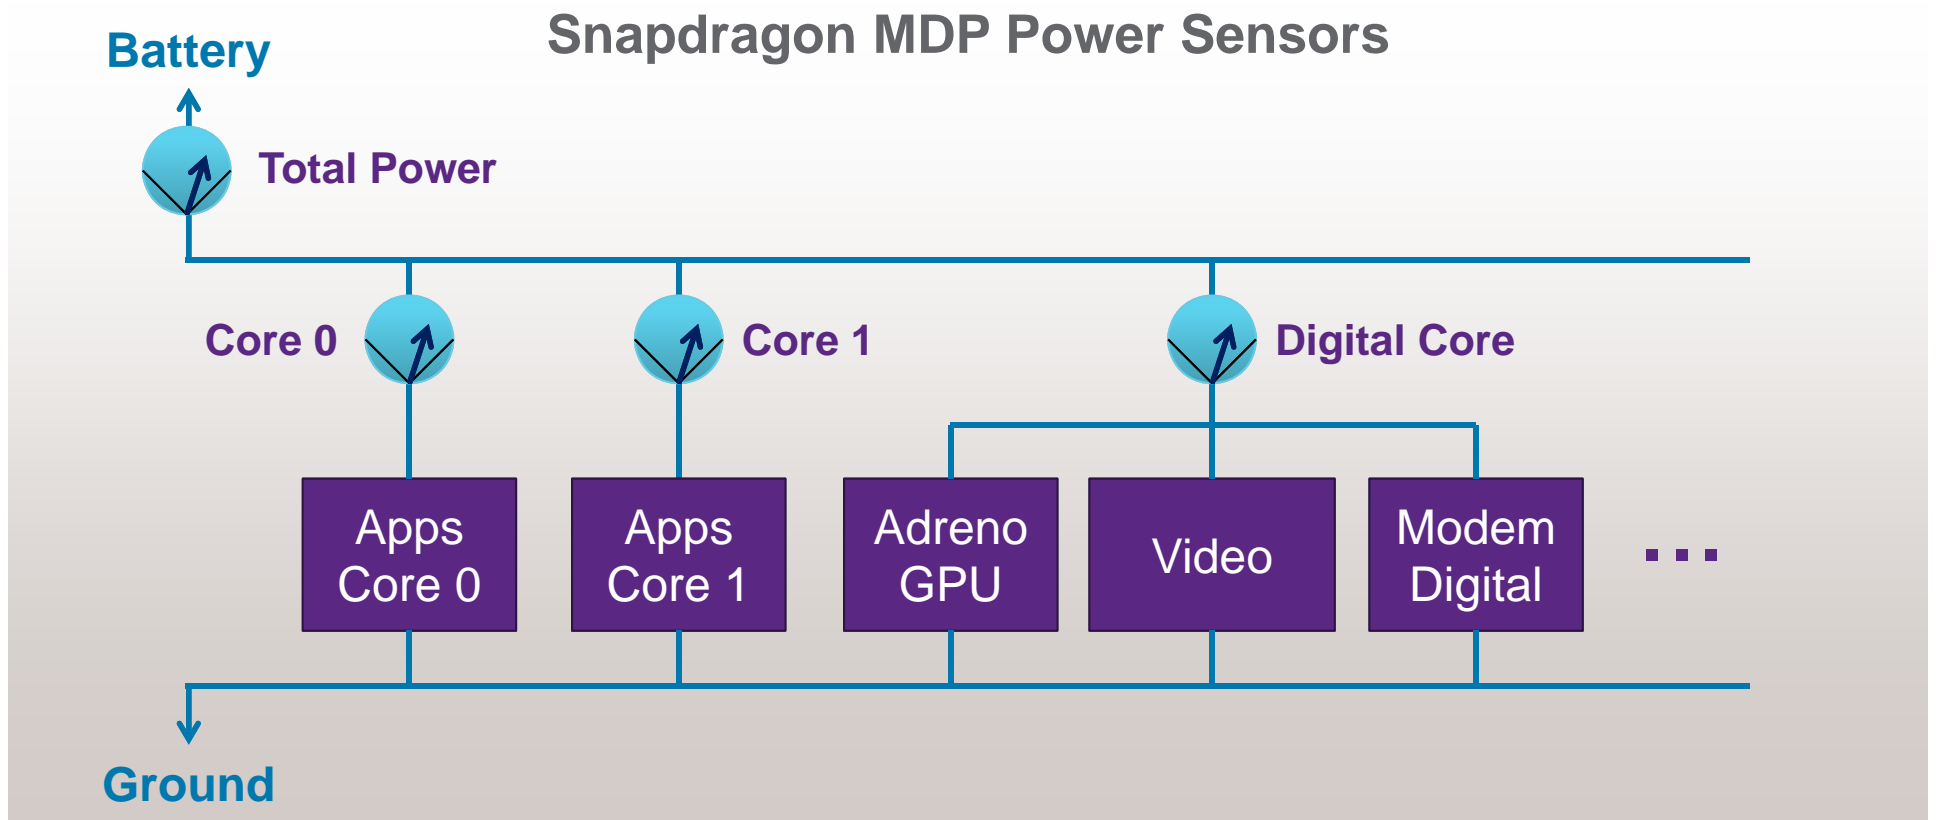 Snapdragon MDP Power Sensors
Battery
Total Power
Core 0
Core 1
Digital Core
Apps
Core 0
Apps
Core 1
Adreno
GPU
Video
Modem
Digital
...
Ground